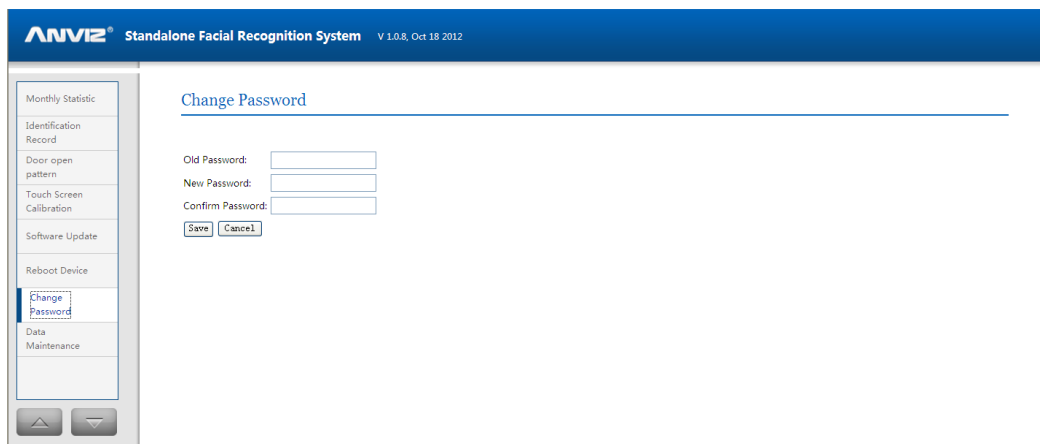 ANVIZ® Standalone Facial Recognition System V 1.0.8, Oct 18 2012
Monthly Statistic
Identification
Record
Door open
pattern
Touch Screen
Calibration
Software Update
Reboot Device
Change
Password
Data
Maintenance
Change Password
Old Password:
New Password:
Confirm Password:
Save Cancel